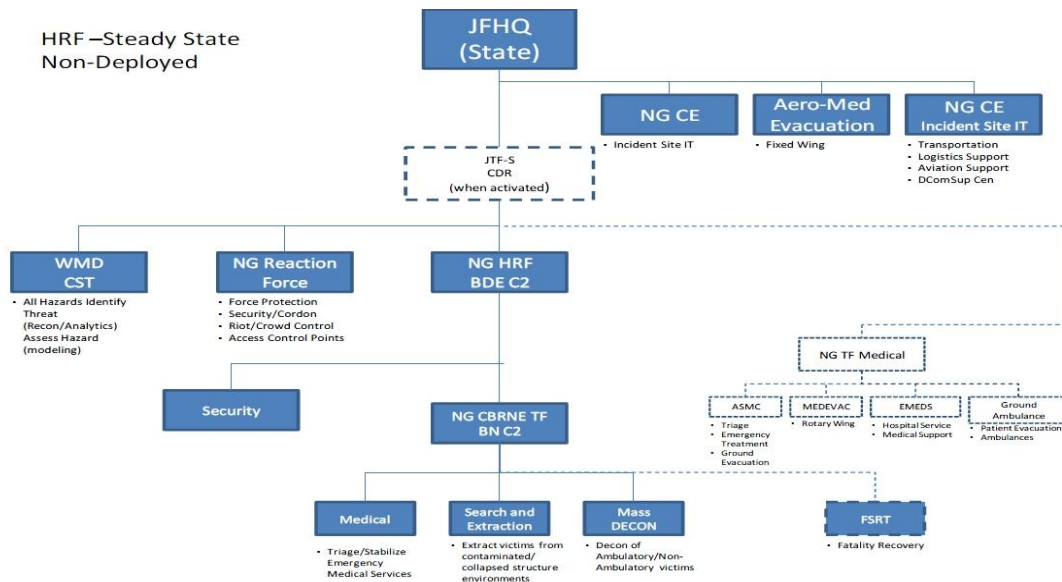 HRF –Steady State
Non-Deployed
JFHQ
(State)
NG CE
• Incident Site IT
Aero-Med
Evacuation
• Fixed Wing
NG CE
Incident Site IT
• Transportation
• Logistics Support
• Aviation Support
• DComSup Cen
JTF-S
CDR
(when activated)
WMD
CST
• All Hazards Identify
Threat
(Recon/Analytics)
Assess Hazard
(modeling)
NG Reaction
Force
• Force Protection
• Security/Cordon
• Riot/Crowd Control
• Access Control Points
NG HRF
BDE C2
NG TF Medical
ASMC
• Triage
• Emergency
Treatment
• Ground
Evacuation
MEDEVAC
• Rotary Wing
EMEDS
• Hospital Service
• Medical Support
Ground
Ambulance
• Patient Evacuation
• Ambulances
Security
NG CBRNE TF
BN C2
Medical
• Triage/Stabilize
Emergency
Medical Services
Search and
Extraction
• Extract victims from
contaminated/
collapsed structure
environments
Mass
DECON
• Decon of
Ambulatory/Non-
Ambulatory victims
FSRT
• Fatality Recovery